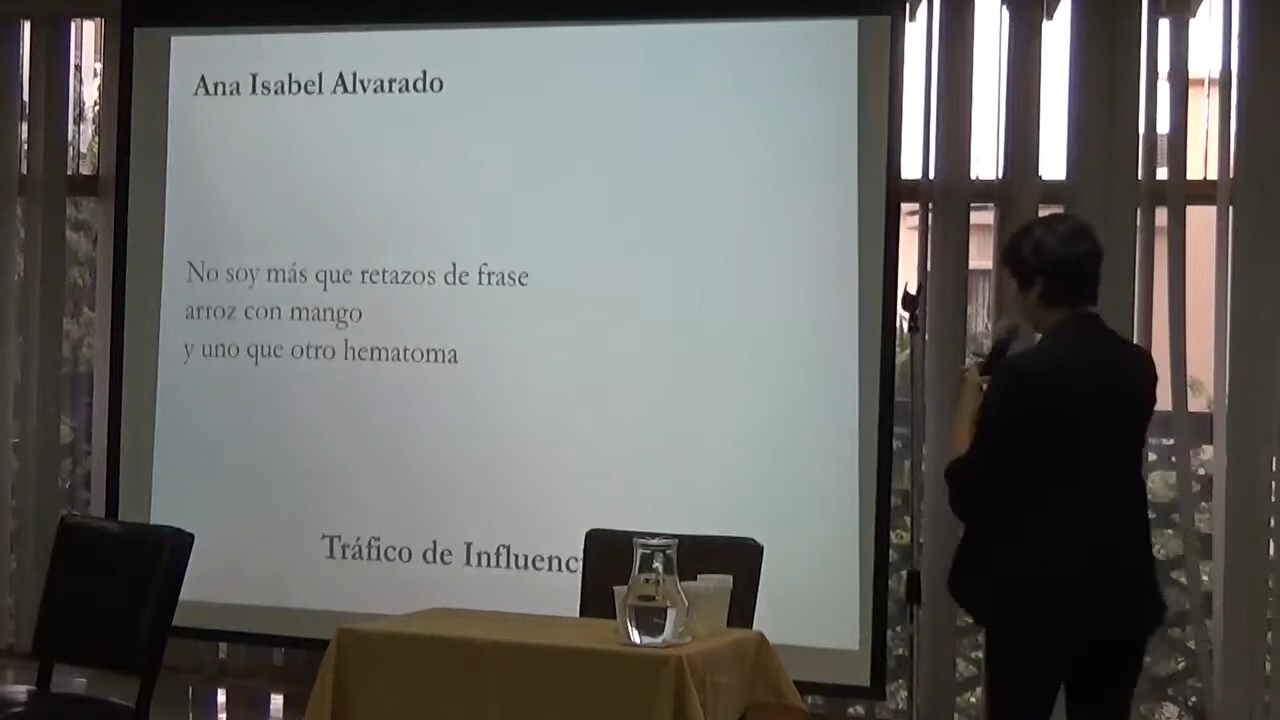 Ana Isabel Alvarado
No soy más que retazos de frase
arroz con mango
y uno que otro hematoma
Tráfico de